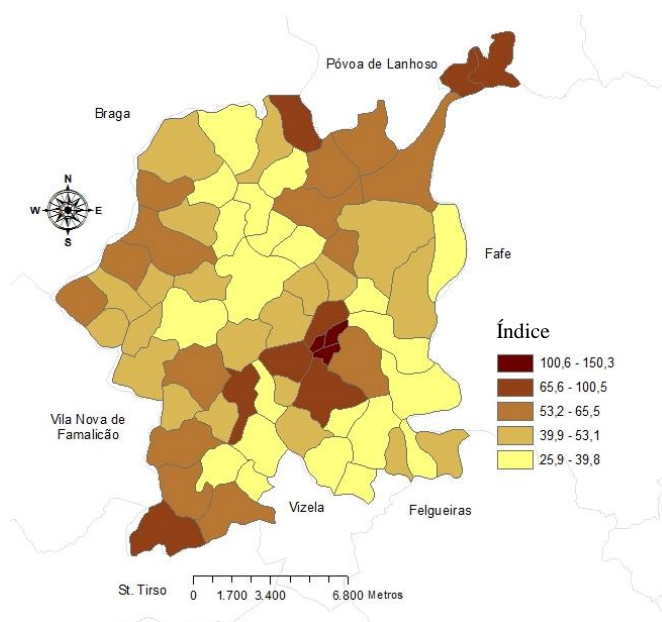 Póvoa de Lanhoso
Braga
N
W E
S
Fafe
Índice
100,6 - 150,3
65,6 - 100,5
53,2 - 65,5
39,9 - 53,1
25,9 - 39,8
Vila Nova de
Famalicão
Vizela
Felgueiras
St. Tirso
0 1.700 3.400 6.800 Metros